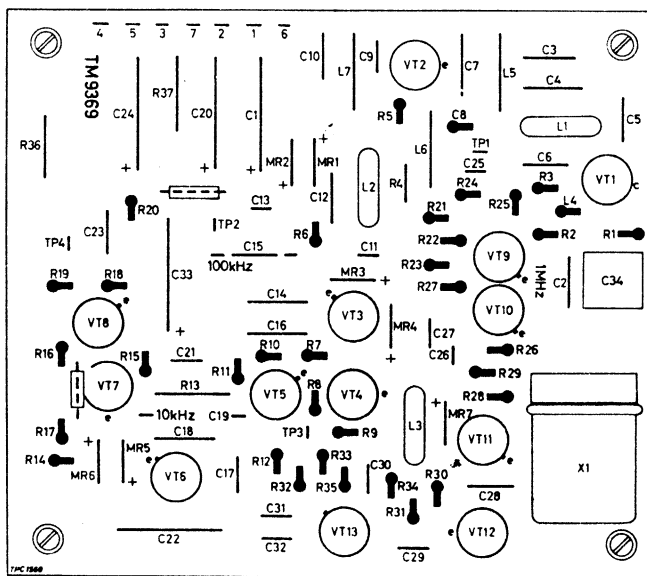 4 5 3 7 2 1 6
TM 9369
R36
C24
R37
C20
C1
C10
L7
C9
VT2
e
C7
L5
C3
C4
L1
C5
R5
C8
L6
TP1
C25
C6
VT1
c
MR2
MR1
C12
L2
R4
R24
R3
R25
L4
R21
R20
C13
TP2
R6
TP4
C23
C33
C15
100kHz
C11
R22
R2
R1
R23
VT9
e
1MHz
C2
C34
R19
R18
MR3
R27
C14
VT10
e
VT8
e
VT3
e
MR4
C27
C16
R16
R15
C21
R10
R7
C26
R26
R11
R29
VT7
e
R13
VT5
e
R8
VT4
e
R28
10kHz
C19
L3
MR7
R17
C18
TP3
R9
VT11
e
X1
R14
MR6
MR5
e
VT6
C17
R12
R33
C30
R30
R32
R35
R34
C28
C31
R31
C22
C32
VT13
e
C29
e
VT12
TPC 1568